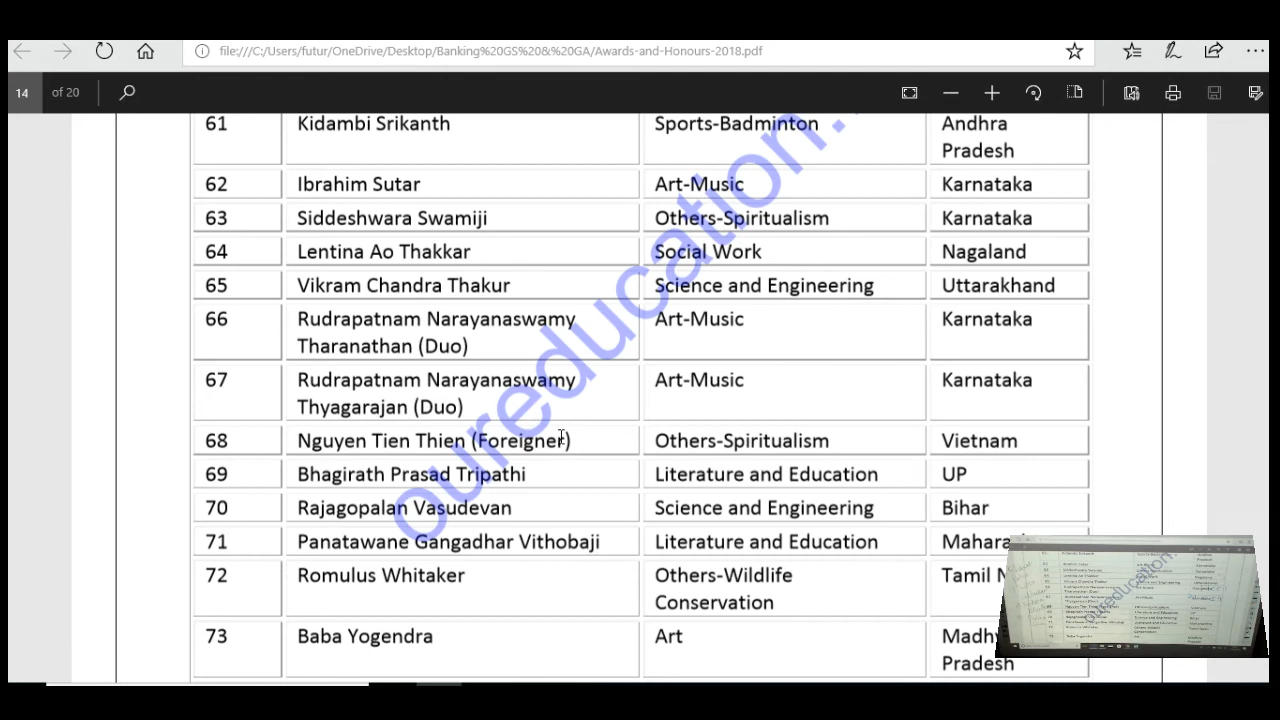 file:///C:/Users/futur/OneDrive/Desktop/Banking%20GS%20&%20GA/Awards-and-Honours-2018.pdf
14 of 20
61 Kidambi Srikanth Sports-Badminton Andhra
Pradesh
62 Ibrahim Sutar Art-Music Karnataka
63 Siddeshwara Swamiji Others-Spiritualism Karnataka
64 Lentina Ao Thakkar Social Work Nagaland
65 Vikram Chandra Thakur Science and Engineering Uttarakhand
66 Rudrapatnam Narayanaswamy Art-Music Karnataka
Tharanathan (Duo)
67 Rudrapatnam Narayanaswamy Art-Music Karnataka
Thyagarajan (Duo)
68 Nguyen Tien Thien (Foreigner) Others-Spiritualism Vietnam
69 Bhagirath Prasad Tripathi Literature and Education UP
70 Rajagopalan Vasudevan Science and Engineering Bihar
71 Panatawane Gangadhar Vithobaji Literature and Education Mahara
72 Romulus Whitaker Others-Wildlife Tamil N
Conservation
73 Baba Yogendra Art Madhy
Pradesh
oureducation.